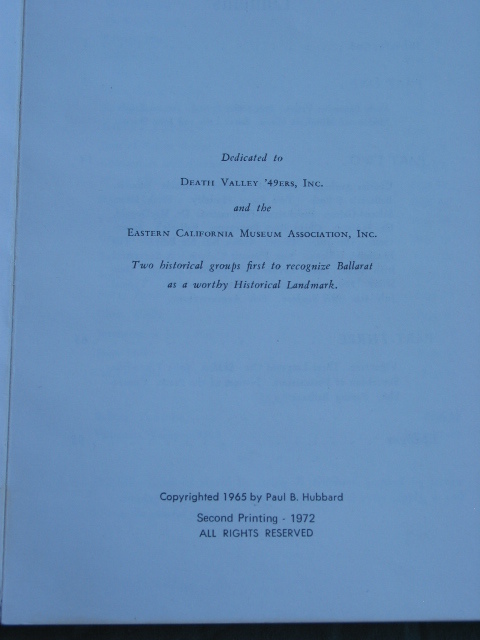 Dedicated to
Death Valley '49ers, Inc.
and the
Eastern California Museum Association, Inc.
Two historical groups first to recognize Ballarat
as a worthy Historical Landmark.
Copyrighted 1965 by Paul B. Hubbard
Second Printing - 1972
ALL RIGHTS RESERVED